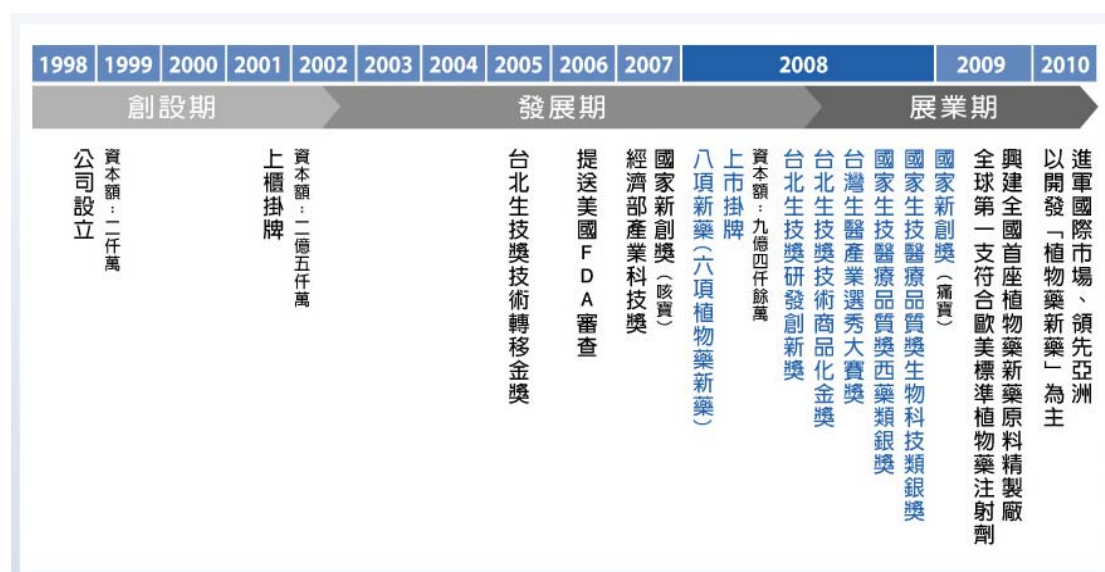 1998 1999 2000 2001 2002 2003 2004 2005 2006 2007 2008 2009 2010
創設期 發展期 展業期
公司設立
資本額：二仟萬
上櫃掛牌
資本額：二億五仟萬
台北生技獎技術轉移金獎
提送美國FDA審查
經濟部產業科技獎
國家新創獎（咳寶）
八項新藥（六項植物藥新藥）
上市掛牌
資本額：九億四仟餘萬
台北生技獎研發創新獎
台北生技獎技術商品化金獎
台灣生醫產業選秀大賽獎
國家生技醫療品質獎西藥類銀獎
國家生技醫療品質獎生物科技類銀獎
國家新創獎（痛寶）
全球第一支符合歐美標準植物藥注射劑
興建全國首座植物藥新藥原料精製廠
以開發「植物藥新藥」為主
進軍國際市場、領先亞洲